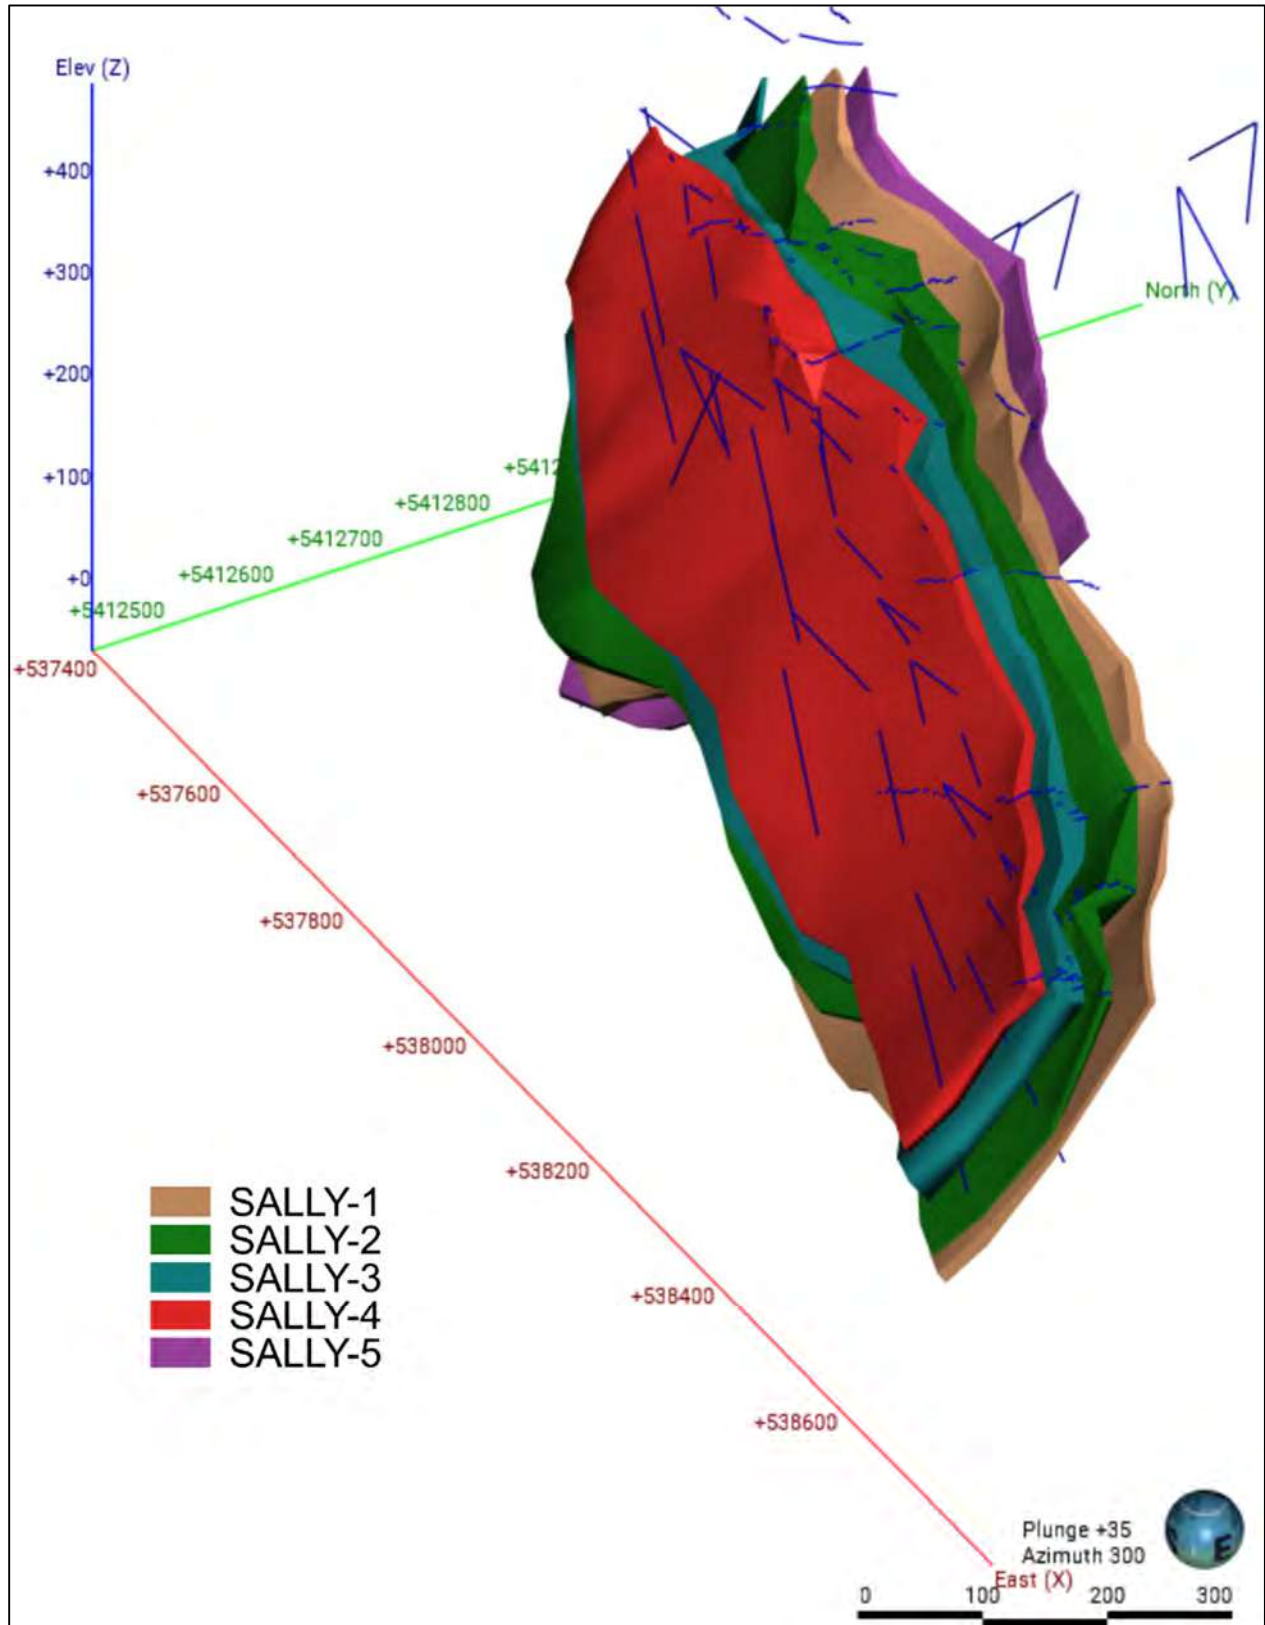 Elev (Z)
+400
+300
North (Y)
+200
+100
+5412
+5412800
+5412700
+0
+5412600
+5412500
+537400
+537600
+537800
+538000
+538200
SALLY-1
SALLY-2
SALLY-3
+538400
SALLY-4
SALLY-5
+538600
Plunge +35
Azimuth 300
E
East (X)
0 100 200 300